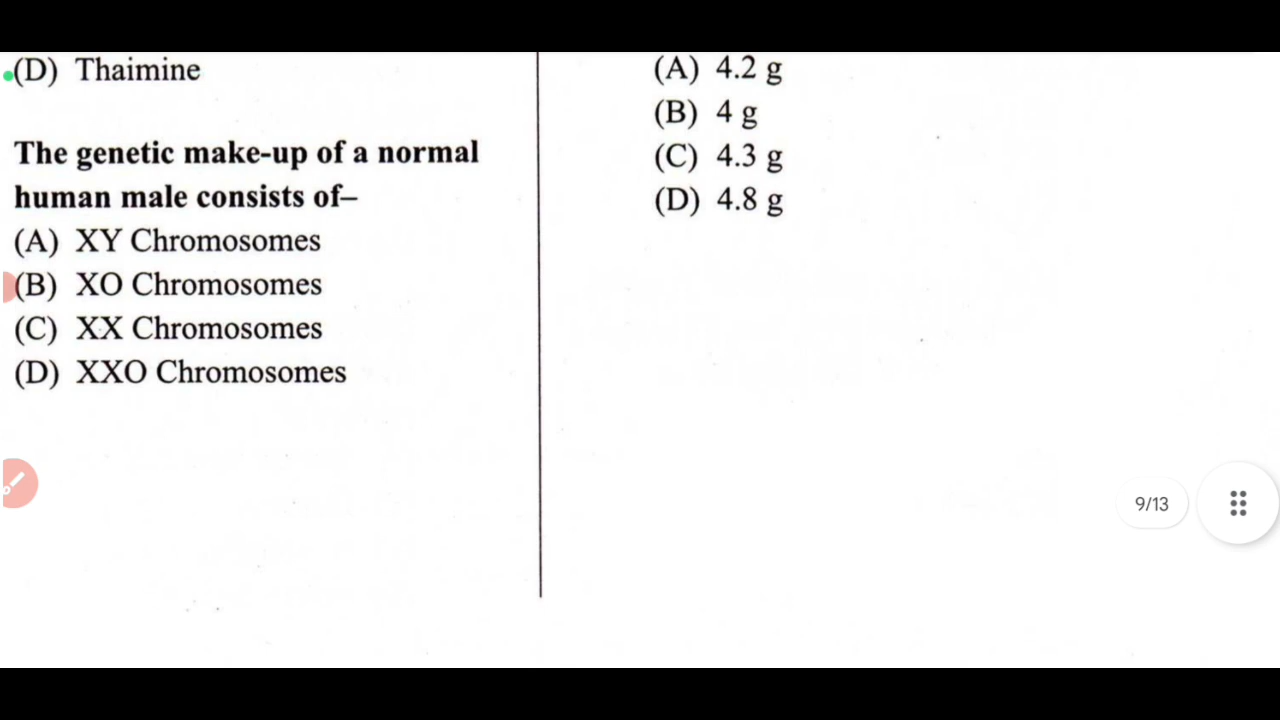 (D) Thaimine
The genetic make-up of a normal
human male consists of–
(A) XY Chromosomes
(B) XO Chromosomes
(C) XX Chromosomes
(D) XXO Chromosomes
(A) 4.2 g
(B) 4 g
(C) 4.3 g
(D) 4.8 g
9/13